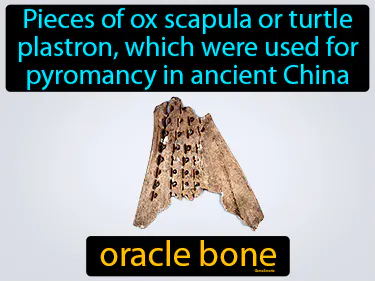 Pieces of ox scapula or turtle
plastron, which were used for
pyromancy in ancient China
oracle bone